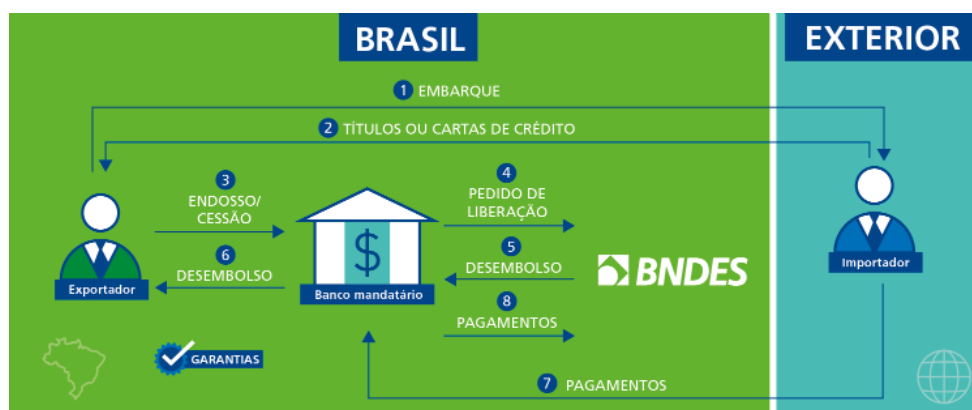 BRASIL
EXTERIOR
1 EMBARQUE
2 TÍTULOS OU CARTAS DE CRÉDITO
3
ENDOSSO/
CESSÃO
4
PEDIDO DE
LIBERAÇÃO
6
DESEMBOLSO
$
5
DESEMBOLSO
BNDES
Exportador
Banco mandatário
Importador
8
PAGAMENTOS
GARANTIAS
7 PAGAMENTOS